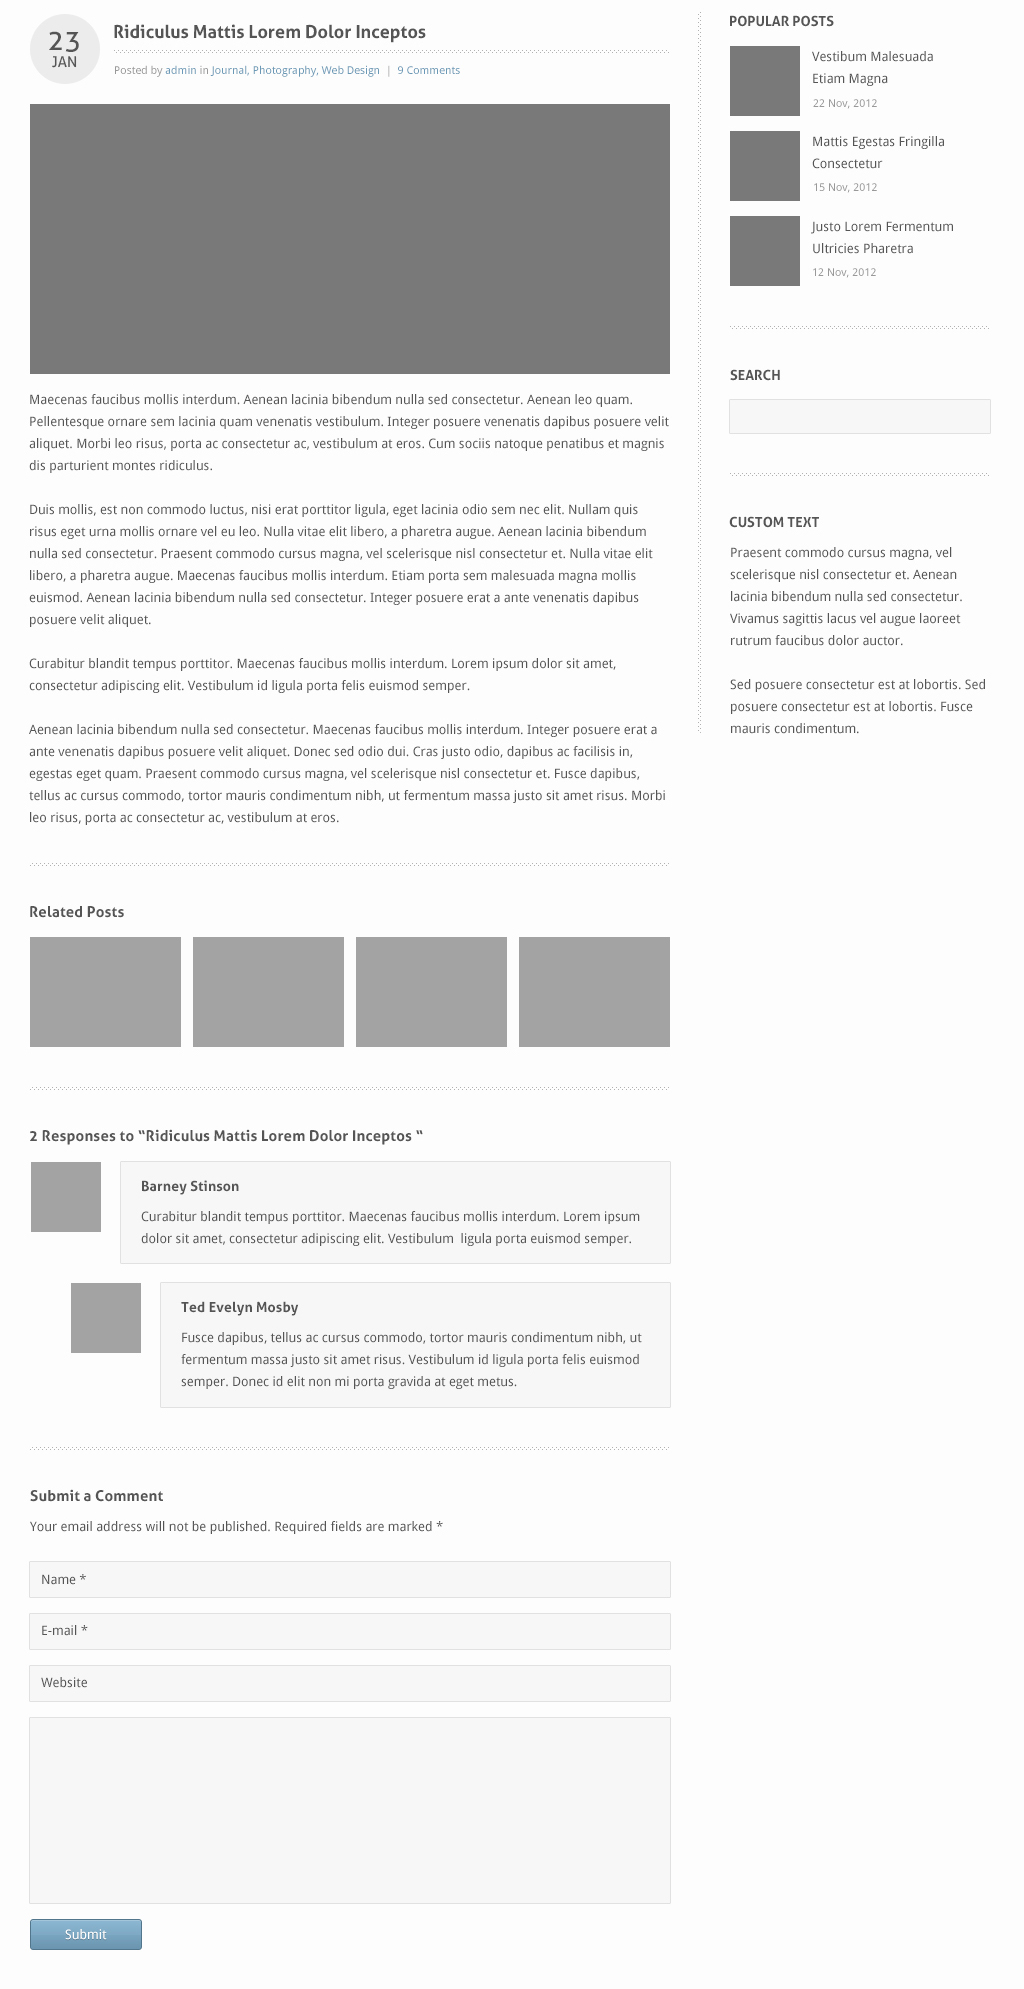 23
JAN
Ridiculus Mattis Lorem Dolor Inceptos
Posted by admin in Journal, Photography, Web Design | 9 Comments
Maecenas faucibus mollis interdum. Aenean lacinia bibendum nulla sed consectetur. Aenean leo quam.
Pellentesque ornare sem lacinia quam venenatis vestibulum. Integer posuere venenatis dapibus posuere velit
aliquet. Morbi leo risus, porta ac consectetur ac, vestibulum at eros. Cum sociis natoque penatibus et magnis
dis parturient montes ridiculus.
Duis mollis, est non commodo luctus, nisi erat porttitor ligula, eget lacinia odio sem nec elit. Nullam quis
risus eget urna mollis ornare vel eu leo. Nulla vitae elit libero, a pharetra augue. Aenean lacinia bibendum
nulla sed consectetur. Praesent commodo cursus magna, vel scelerisque nisl consectetur et. Nulla vitae elit
libero, a pharetra augue. Maecenas faucibus mollis interdum. Etiam porta sem malesuada magna mollis
euismod. Aenean lacinia bibendum nulla sed consectetur. Integer posuere erat a ante venenatis dapibus
posuere velit aliquet.
Curabitur blandit tempus porttitor. Maecenas faucibus mollis interdum. Lorem ipsum dolor sit amet,
consectetur adipiscing elit. Vestibulum id ligula porta felis euismod semper.
Aenean lacinia bibendum nulla sed consectetur. Maecenas faucibus mollis interdum. Integer posuere erat a
ante venenatis dapibus posuere velit aliquet. Donec sed odio dui. Cras justo odio, dapibus ac facilisis in,
egestas eget quam. Praesent commodo cursus magna, vel scelerisque nisl consectetur et. Fusce dapibus,
tellus ac cursus commodo, tortor mauris condimentum nibh, ut fermentum massa justo sit amet risus. Morbi
leo risus, porta ac consectetur ac, vestibulum at eros.
Related Posts
2 Responses to “Ridiculus Mattis Lorem Dolor Inceptos “
Barney Stinson
Curabitur blandit tempus porttitor. Maecenas faucibus mollis interdum. Lorem ipsum
dolor sit amet, consectetur adipiscing elit. Vestibulum  ligula porta euismod semper.
Ted Evelyn Mosby
Fusce dapibus, tellus ac cursus commodo, tortor mauris condimentum nibh, ut
fermentum massa justo sit amet risus. Vestibulum id ligula porta felis euismod
semper. Donec id elit non mi porta gravida at eget metus.
Submit a Comment
Your email address will not be published. Required fields are marked *
Name *
E-mail *
Website
Submit
POPULAR POSTS
Vestibum Malesuada
Etiam Magna
22 Nov, 2012
Mattis Egestas Fringilla
Consectetur
15 Nov, 2012
Justo Lorem Fermentum
Ultricies Pharetra
12 Nov, 2012
SEARCH
CUSTOM TEXT
Praesent commodo cursus magna, vel
scelerisque nisl consectetur et. Aenean
lacinia bibendum nulla sed consectetur.
Vivamus sagittis lacus vel augue laoreet
rutrum faucibus dolor auctor.
Sed posuere consectetur est at lobortis. Sed
posuere consectetur est at lobortis. Fusce
mauris condimentum.